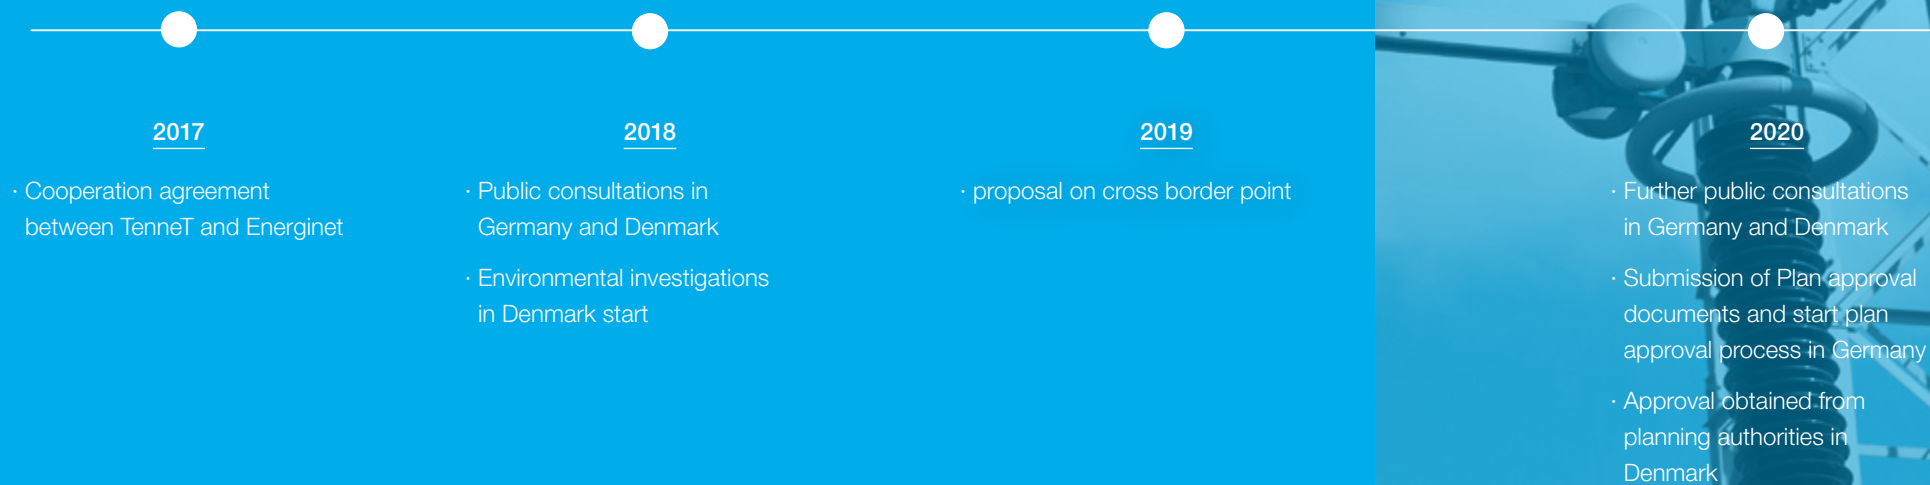 2017
· Cooperation agreement
between TenneT and Energinet
2018
· Public consultations in
Germany and Denmark
· Environmental investigations
in Denmark start
2019
· proposal on cross border point
2020
· Further public consultations
in Germany and Denmark
· Submission of Plan approval
documents and start plan
approval process in Germany
· Approval obtained from
planning authorities in
Denmark